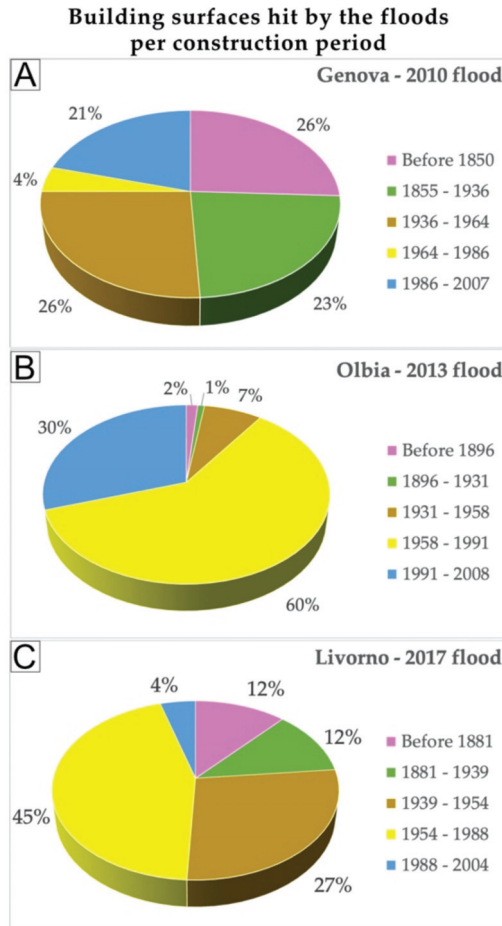 Building surfaces hit by the floods
per construction period
A
Genova - 2010 flood
21%
26%
4%
26%
23%
Before 1850
1855 - 1936
1936 - 1964
1964 - 1986
1986 - 2007
B
Olbia - 2013 flood
2%
1%
7%
30%
60%
Before 1896
1896 - 1931
1931 - 1958
1958 - 1991
1991 - 2008
C
Livorno - 2017 flood
4%
12%
12%
45%
27%
Before 1881
1881 - 1939
1939 - 1954
1954 - 1988
1988 - 2004